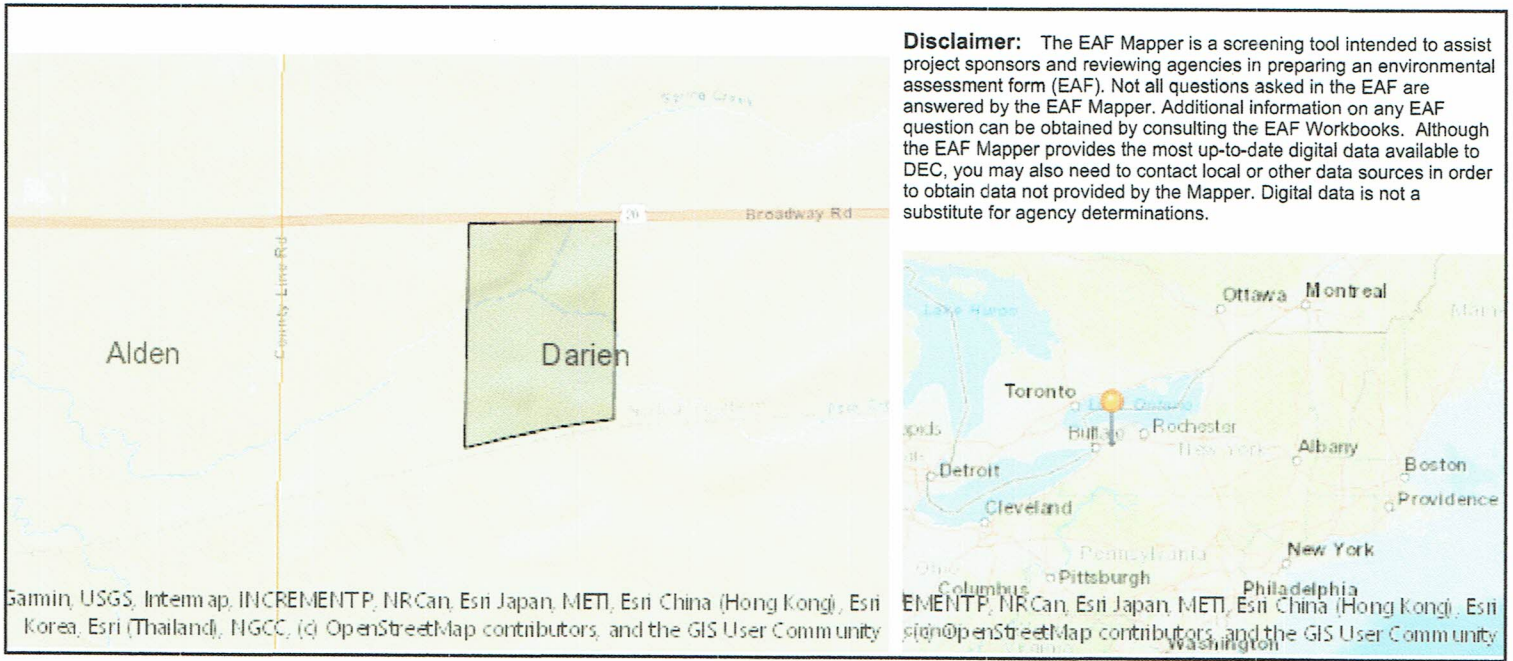 Disclaimer: The EAF Mapper is a screening tool intended to assist
project sponsors and reviewing agencies in preparing an environmental
assessment form (EAF). Not all questions asked in the EAF are
answered by the EAF Mapper. Additional information on any EAF
question can be obtained by consulting the EAF Workbooks. Although
the EAF Mapper provides the most up-to-date digital data available to
DEC, you may also need to contact local or other data sources in order
to obtain data not provided by the Mapper. Digital data is not a
substitute for agency determinations.
20
Broadway Rd
County Line Rd
Alden
Darien
Garmin, USGS, Intermap, INCREMENT P, NRCan, Esri Japan, METI, Esri China (Hong Kong), Esri
Korea, Esri (Thailand), NGCC, (c) OpenStreetMap contributors, and the GIS User Community
Ottawa
Montreal
Lake Huron
Toronto
Lake Ontario
Buffalo
Rochester
New York
Albany
Boston
Detroit
Providence
Cleveland
New York
Pennsylvania
Ohio
Pittsburgh
Columbus
Philadelphia
EMENT P, NRCan, Esri Japan, METI, Esri China (Hong Kong), Esri
OpenStreetMap contributors, and the GIS User Community
Washington